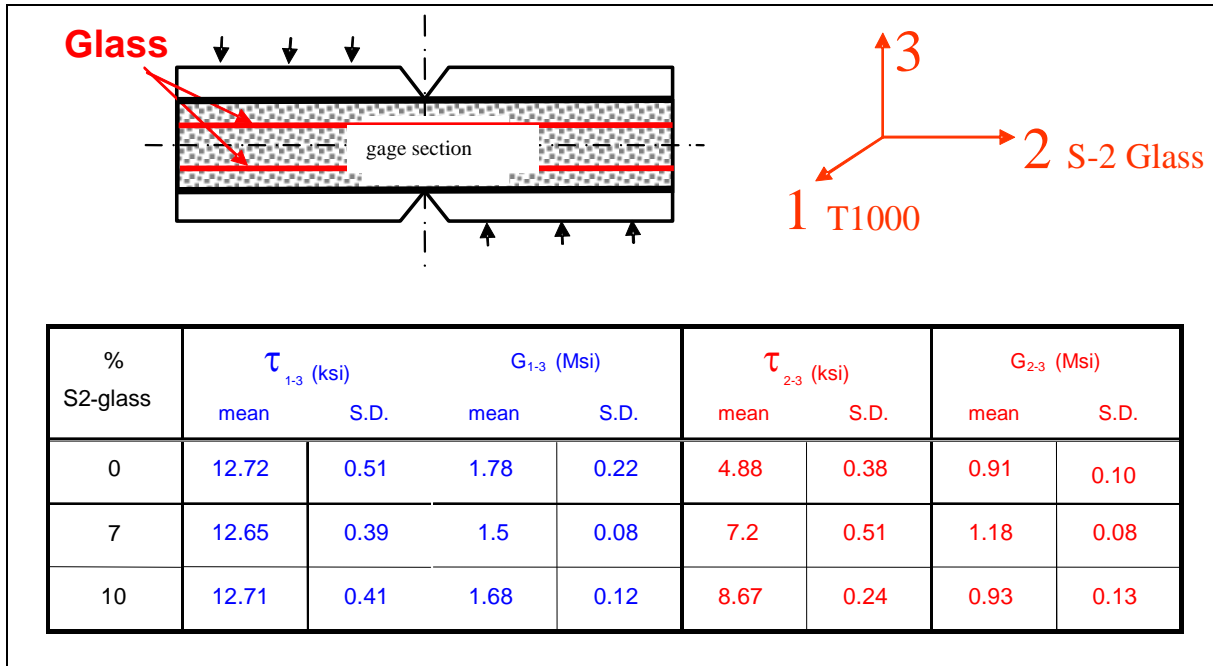 Glass
gage section
3
2 S-2 Glass
1 T1000
% S2-glass τ 1-3 (ksi) G1-3 (Msi) τ 2-3 (ksi) G2-3 (Msi)
mean S.D. mean S.D. mean S.D. mean S.D.
0 12.72 0.51 1.78 0.22 4.88 0.38 0.91 0.10
7 12.65 0.39 1.5 0.08 7.2 0.51 1.18 0.08
10 12.71 0.41 1.68 0.12 8.67 0.24 0.93 0.13